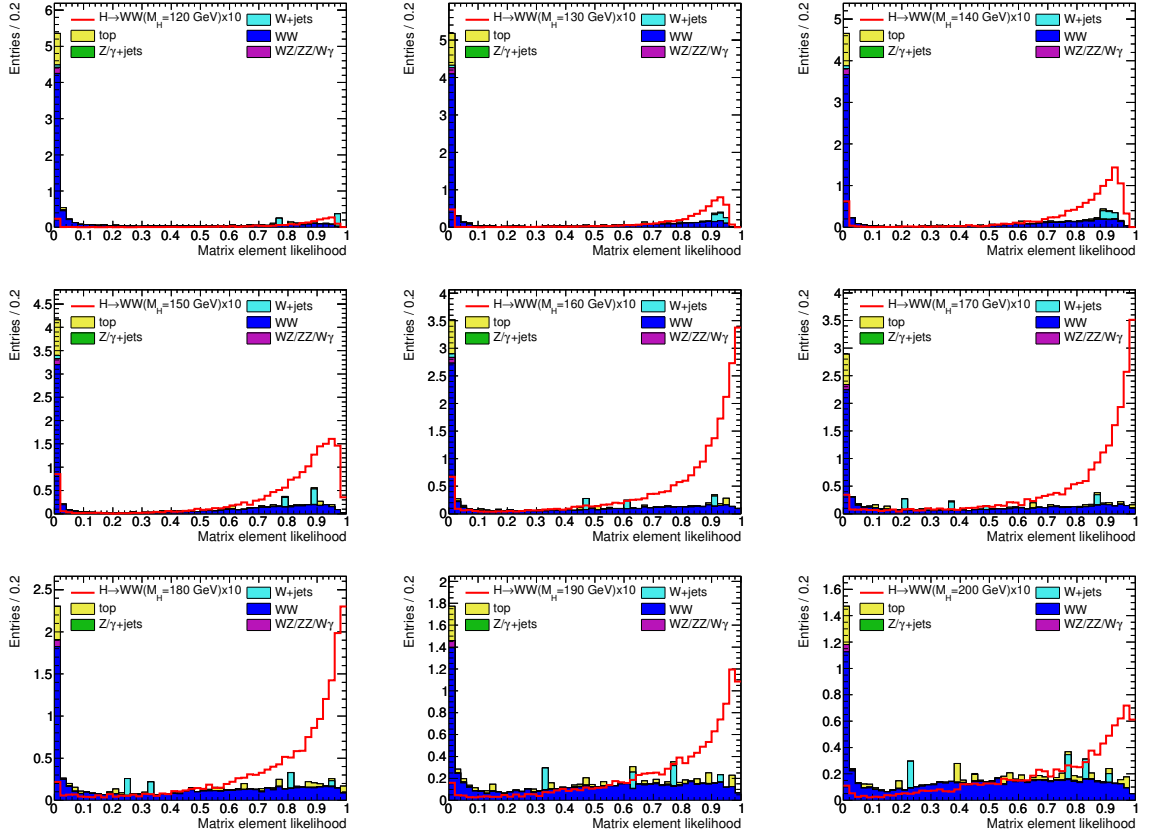 Entries / 0.2
H→WW(M_H=120 GeV)x10
W+jets
top
WW
Z/γ+jets
WZ/ZZ/Wγ
6
5
4
3
2
1
0
0 0.1 0.2 0.3 0.4 0.5 0.6 0.7 0.8 0.9 1
Matrix element likelihood
Entries / 0.2
H→WW(M_H=130 GeV)x10
W+jets
top
WW
Z/γ+jets
WZ/ZZ/Wγ
5
4
3
2
1
0
0 0.1 0.2 0.3 0.4 0.5 0.6 0.7 0.8 0.9 1
Matrix element likelihood
Entries / 0.2
H→WW(M_H=140 GeV)x10
W+jets
top
WW
Z/γ+jets
WZ/ZZ/Wγ
5
4
3
2
1
0
0 0.1 0.2 0.3 0.4 0.5 0.6 0.7 0.8 0.9 1
Matrix element likelihood
Entries / 0.2
H→WW(M_H=150 GeV)x10
W+jets
top
WW
Z/γ+jets
WZ/ZZ/Wγ
4.5
4
3.5
3
2.5
2
1.5
1
0.5
0
0 0.1 0.2 0.3 0.4 0.5 0.6 0.7 0.8 0.9 1
Matrix element likelihood
Entries / 0.2
H→WW(M_H=160 GeV)x10
W+jets
top
WW
Z/γ+jets
WZ/ZZ/Wγ
4
3.5
3
2.5
2
1.5
1
0.5
0
0 0.1 0.2 0.3 0.4 0.5 0.6 0.7 0.8 0.9 1
Matrix element likelihood
Entries / 0.2
H→WW(M_H=170 GeV)x10
W+jets
top
WW
Z/γ+jets
WZ/ZZ/Wγ
4
3.5
3
2.5
2
1.5
1
0.5
0
0 0.1 0.2 0.3 0.4 0.5 0.6 0.7 0.8 0.9 1
Matrix element likelihood
Entries / 0.2
H→WW(M_H=180 GeV)x10
W+jets
top
WW
Z/γ+jets
WZ/ZZ/Wγ
2.5
2
1.5
1
0.5
0
0 0.1 0.2 0.3 0.4 0.5 0.6 0.7 0.8 0.9 1
Matrix element likelihood
Entries / 0.2
H→WW(M_H=190 GeV)x10
W+jets
top
WW
Z/γ+jets
WZ/ZZ/Wγ
2
1.8
1.6
1.4
1.2
1
0.8
0.6
0.4
0.2
0
0 0.1 0.2 0.3 0.4 0.5 0.6 0.7 0.8 0.9 1
Matrix element likelihood
Entries / 0.2
H→WW(M_H=200 GeV)x10
W+jets
top
WW
Z/γ+jets
WZ/ZZ/Wγ
1.6
1.4
1.2
1
0.8
0.6
0.4
0.2
0
0 0.1 0.2 0.3 0.4 0.5 0.6 0.7 0.8 0.9 1
Matrix element likelihood